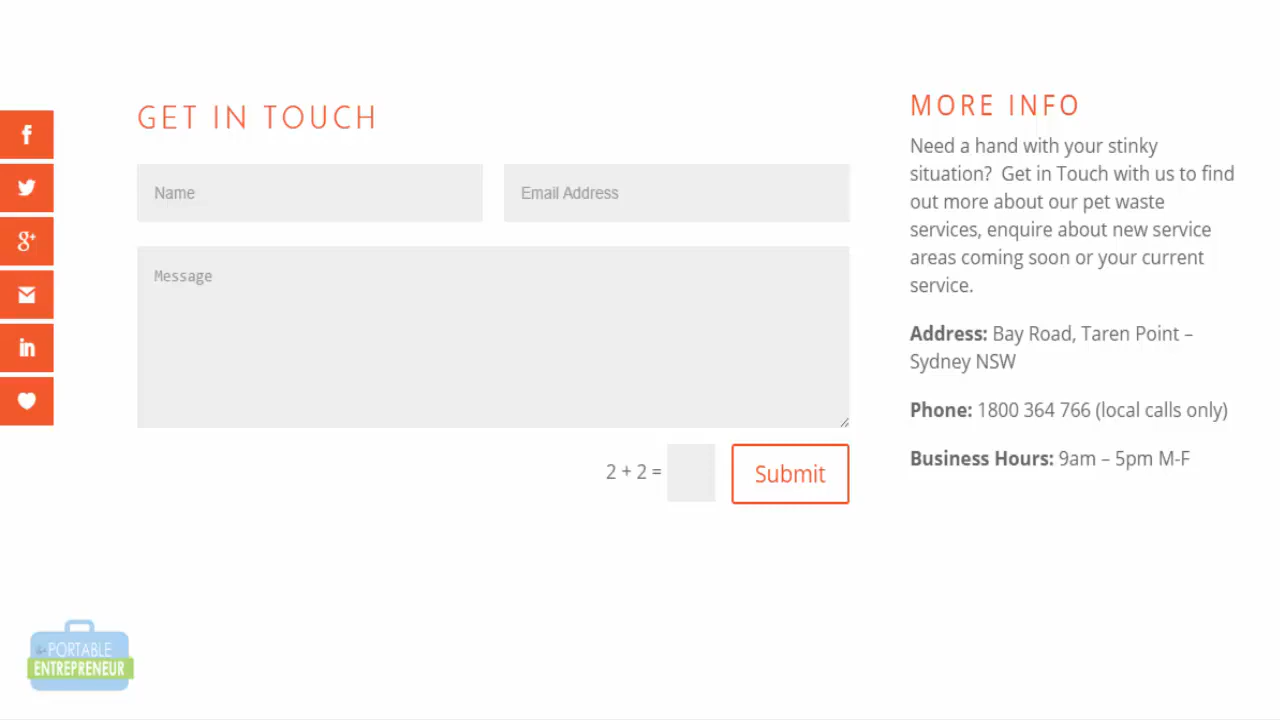 GET IN TOUCH
Name
Email Address
Message
2 + 2 =
Submit
MORE INFO
Need a hand with your stinky
situation? Get in Touch with us to find
out more about our pet waste
services, enquire about new service
areas coming soon or your current
service.
Address: Bay Road, Taren Point –
Sydney NSW
Phone: 1800 364 766 (local calls only)
Business Hours: 9am – 5pm M-F
f
g+
in
PORTABLE
ENTREPRENEUR